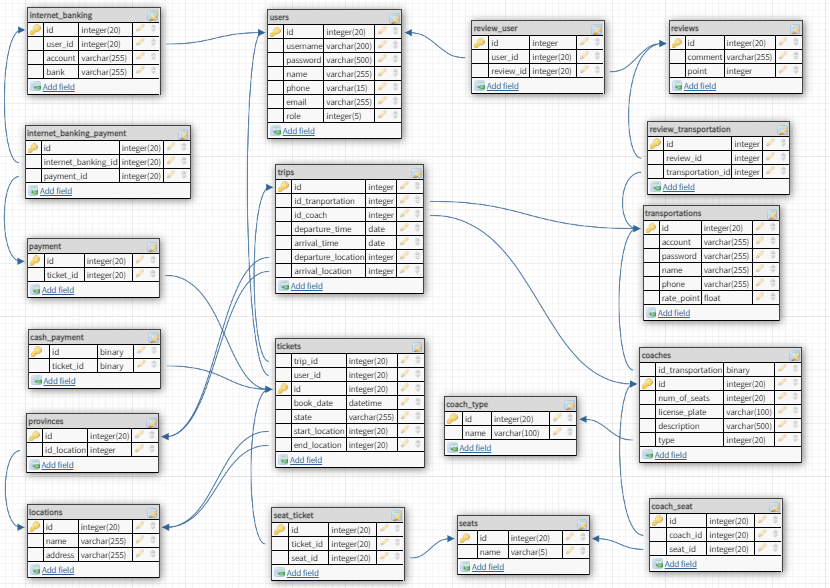 internet_banking
id integer(20)
user_id integer(20)
account varchar(255)
bank varchar(255)
Add field
internet_banking_payment
id integer(20)
internet_banking_id integer(20)
payment_id integer(20)
Add field
payment
id integer(20)
ticket_id integer(20)
Add field
cash_payment
id binary
ticket_id binary
Add field
provinces
id integer(20)
id_location integer
Add field
locations
id integer(20)
name varchar(255)
address varchar(255)
Add field
users
id integer(20)
username varchar(200)
password varchar(500)
name varchar(255)
phone varchar(15)
email varchar(255)
role integer(5)
Add field
trips
id integer
id_tranportation integer
id_coach integer
departure_time date
arrival_time date
departure_location integer
arrival_location integer
Add field
tickets
trip_id integer(20)
user_id integer(20)
id integer(20)
book_date datetime
state varchar(255)
start_location integer(20)
end_location integer(20)
Add field
seat_ticket
id integer(20)
ticket_id integer(20)
seat_id integer(20)
Add field
review_user
id integer
user_id integer(20)
review_id integer(20)
Add field
coach_type
id integer(20)
name varchar(100)
Add field
seats
id integer(20)
name varchar(5)
Add field
reviews
id integer(20)
comment varchar(255)
point integer
Add field
review_transportation
id integer
review_id integer
transportation_id integer
Add field
transportations
id integer(20)
account varchar(255)
password varchar(255)
name varchar(255)
phone varchar(255)
rate_point float
Add field
coaches
id_transportation binary
id integer(20)
num_of_seats integer(20)
license_plate varchar(100)
description varchar(500)
type integer(20)
Add field
coach_seat
id integer(20)
coach_id integer(20)
seat_id integer(20)
Add field